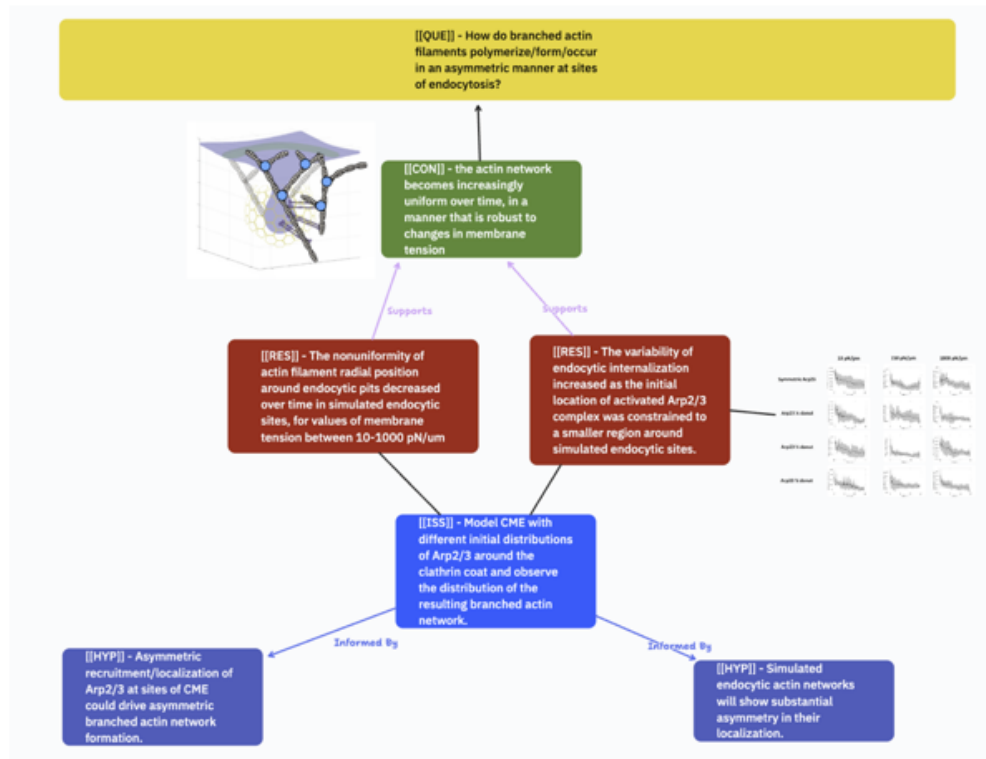 [[QUE]] - How do branched actin
filaments polymerize/form/occur
in an asymmetric manner at sites
of endocytosis?
[[CON]] - the actin network
becomes increasingly
uniform over time, in a
manner that is robust to
changes in membrane
tension
Supports
Supports
[[RES]] - The nonuniformity of
actin filament radial position
around endocytic pits decreased
over time in simulated endocytic
sites, for values of membrane
tension between 10-1000 pN/um
[[RES]] - The variability of
endocytic internalization
increased as the initial
location of activated Arp2/3
complex was constrained to
a smaller region around
simulated endocytic sites.
[[ISS]] - Model CME with
different initial distributions
of Arp2/3 around the
clathrin coat and observe
the distribution of the
resulting branched actin
network.
Informed By
Informed By
[[HYP]] - Asymmetric
recruitment/localization of
Arp2/3 at sites of CME
could drive asymmetric
branched actin network
formation.
[[HYP]] - Simulated
endocytic actin networks
will show substantial
asymmetry in their
localization.